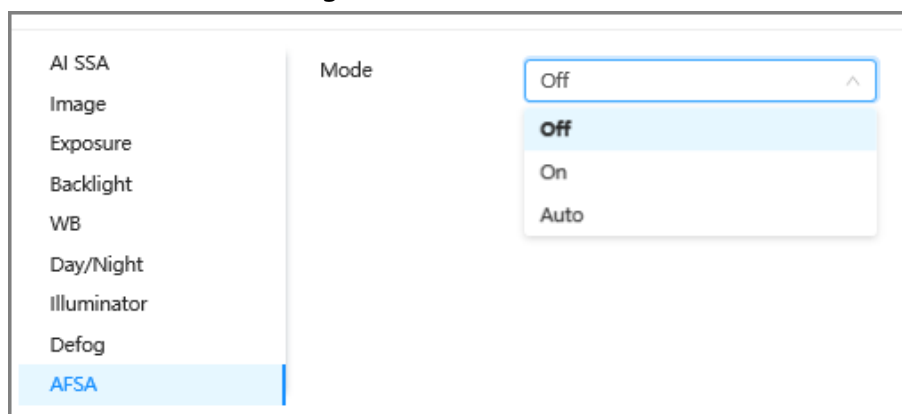 AI SSA
Image
Exposure
Backlight
WB
Day/Night
Illuminator
Defog
AFSA
Mode
Off
Off
On
Auto